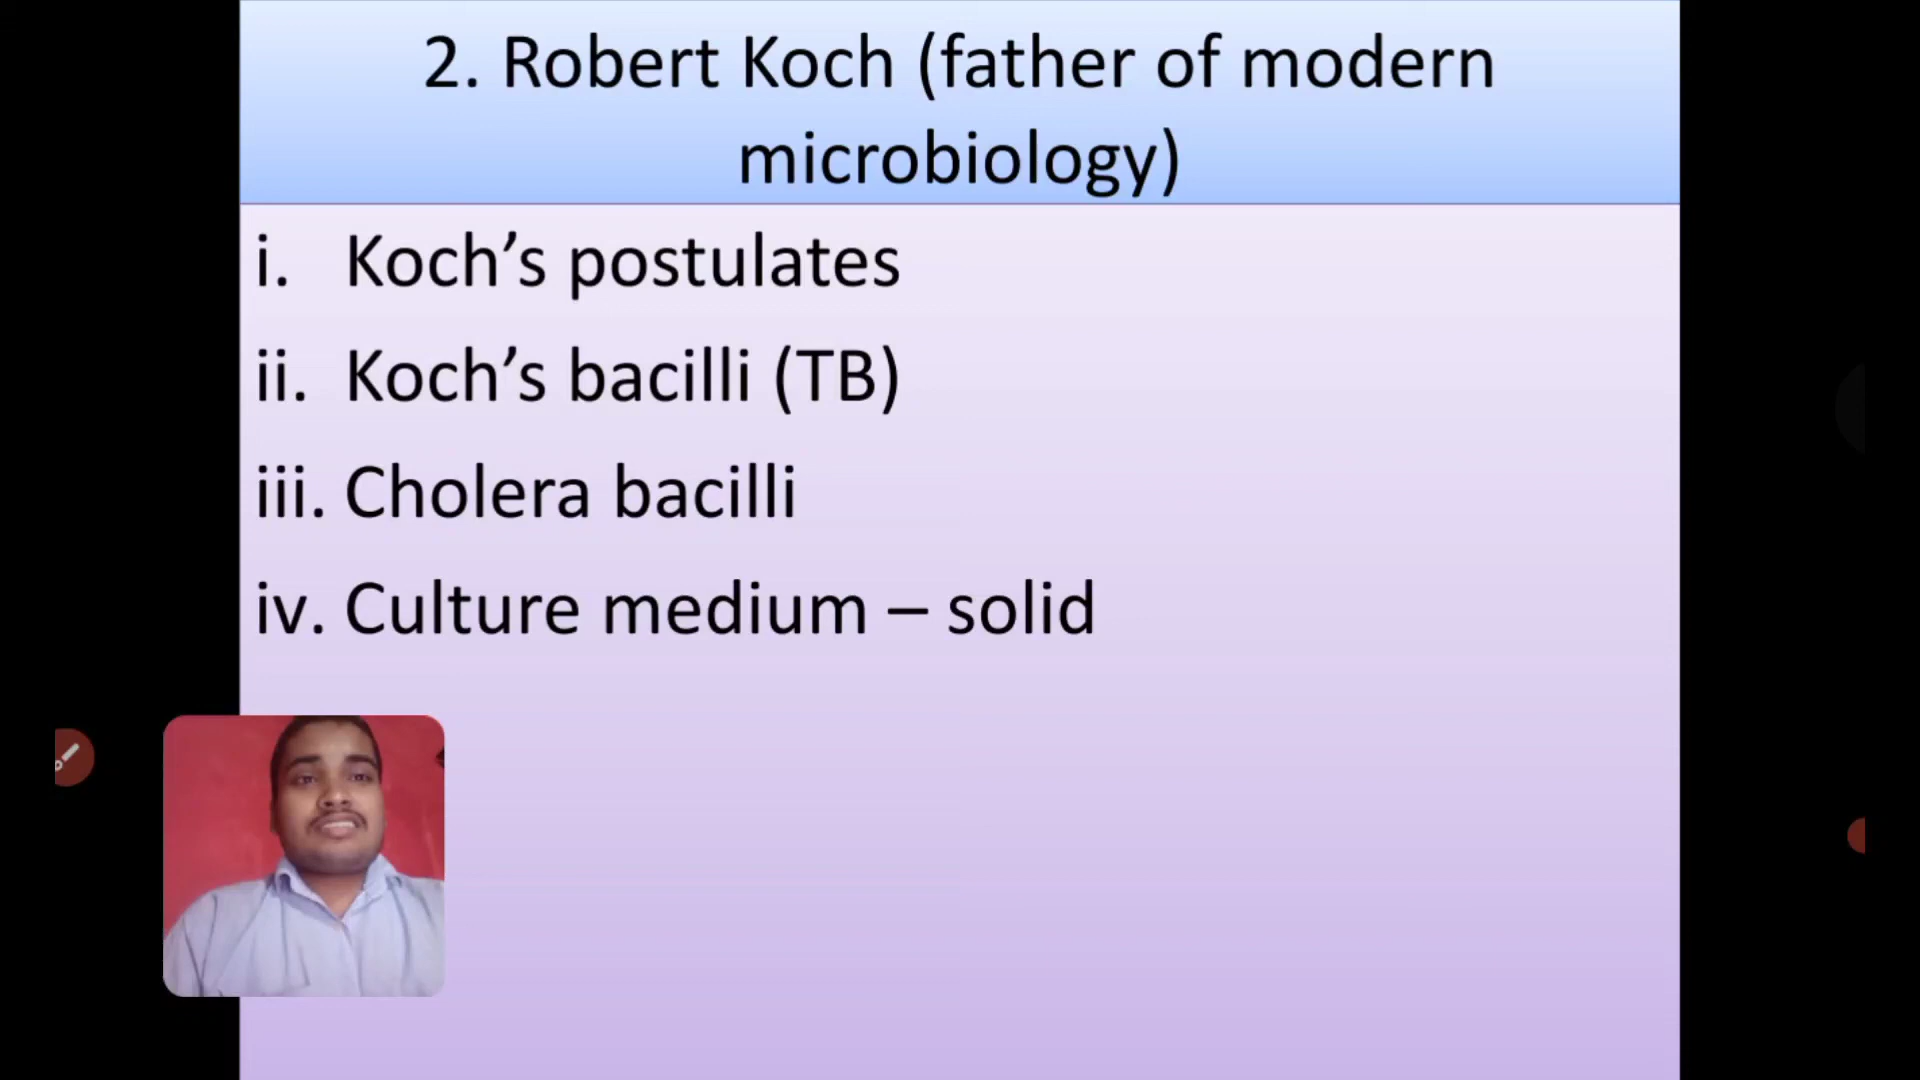 2. Robert Koch (father of modern
microbiology)
i. Koch’s postulates
ii. Koch’s bacilli (TB)
iii. Cholera bacilli
iv. Culture medium – solid